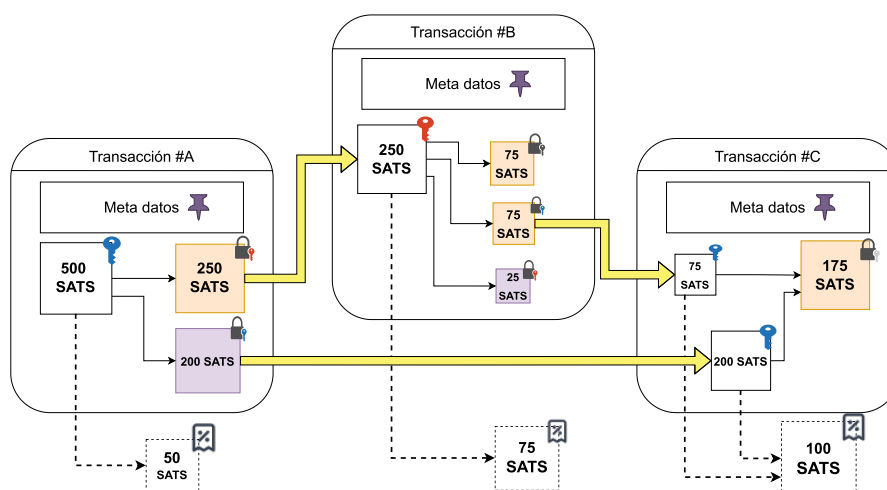 Transacción #A
Meta datos
500
SATS
250
SATS
200 SATS
50
SATS
Transacción #B
Meta datos
250
SATS
75
SATS
75
SATS
25
SATS
75
SATS
Transacción #C
Meta datos
75
SATS
200 SATS
175
SATS
100
SATS